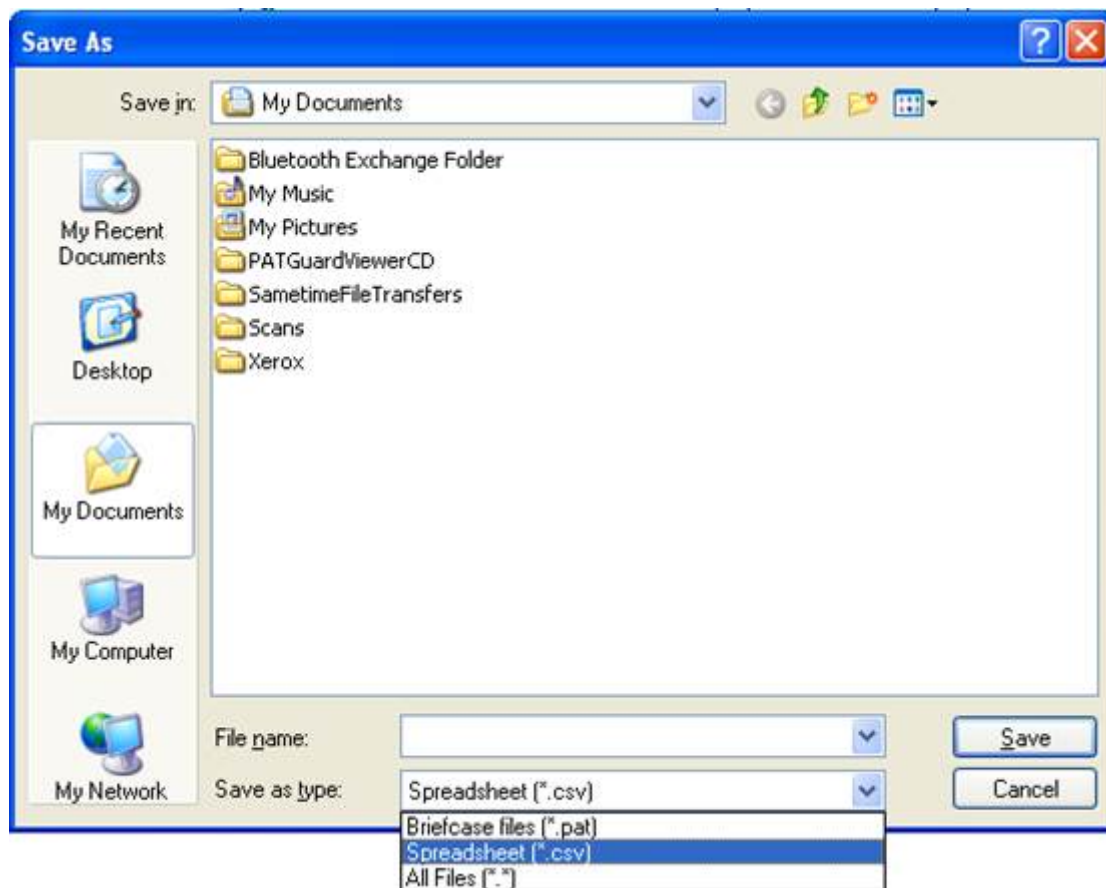 Save As
Save in:
My Documents
My Recent
Documents
Desktop
My Documents
My Computer
My Network
Bluetooth Exchange Folder
My Music
My Pictures
PATGuardViewerCD
SametimeFileTransfers
Scans
Xerox
File name:
Save
Save as type:
Spreadsheet (*.csv)
Cancel
Briefcase files (*.pat)
Spreadsheet (*.csv)
All Files (*.*)